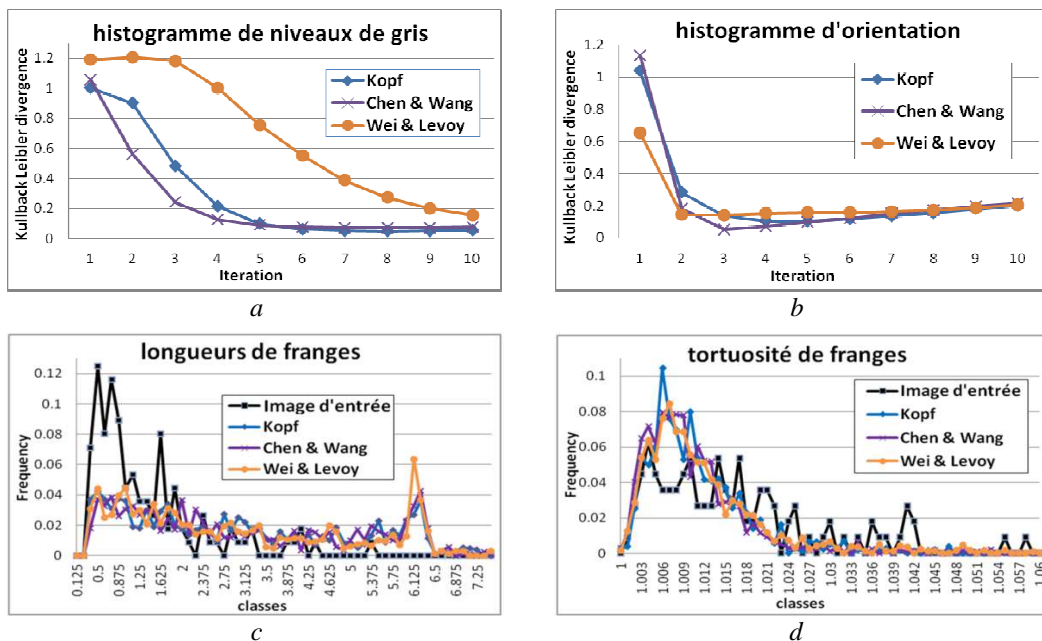 histogramme de niveaux de gris
Kullback Leibler divergence
1.2
1
0.8
0.6
0.4
0.2
0
Kopf
Chen & Wang
Wei & Levoy
1 2 3 4 5 6 7 8 9 10
Iteration
a
histogramme d'orientation
Kullback Leibler divergence
1.2
1
0.8
0.6
0.4
0.2
0
Kopf
Chen & Wang
Wei & Levoy
1 2 3 4 5 6 7 8 9 10
Iteration
b
longueurs de franges
Frequency
0.12
0.1
0.08
0.06
0.04
0.02
0
Image d'entrée
Kopf
Chen & Wang
Wei & Levoy
0.125 0.5 0.875 1.25 1.625 2 2.375 2.75 3.125 3.5 3.875 4.25 4.625 5 5.375 5.75 6.125 6.5 6.875 7.25
classes
c
tortuosité de franges
Frequency
0.1
0.08
0.06
0.04
0.02
0
Image d'entrée
Kopf
Chen & Wang
Wei & Levoy
1 1.003 1.006 1.009 1.012 1.015 1.018 1.021 1.024 1.027 1.03 1.033 1.036 1.039 1.042 1.045 1.048 1.051 1.054 1.057 1.06
classes
d